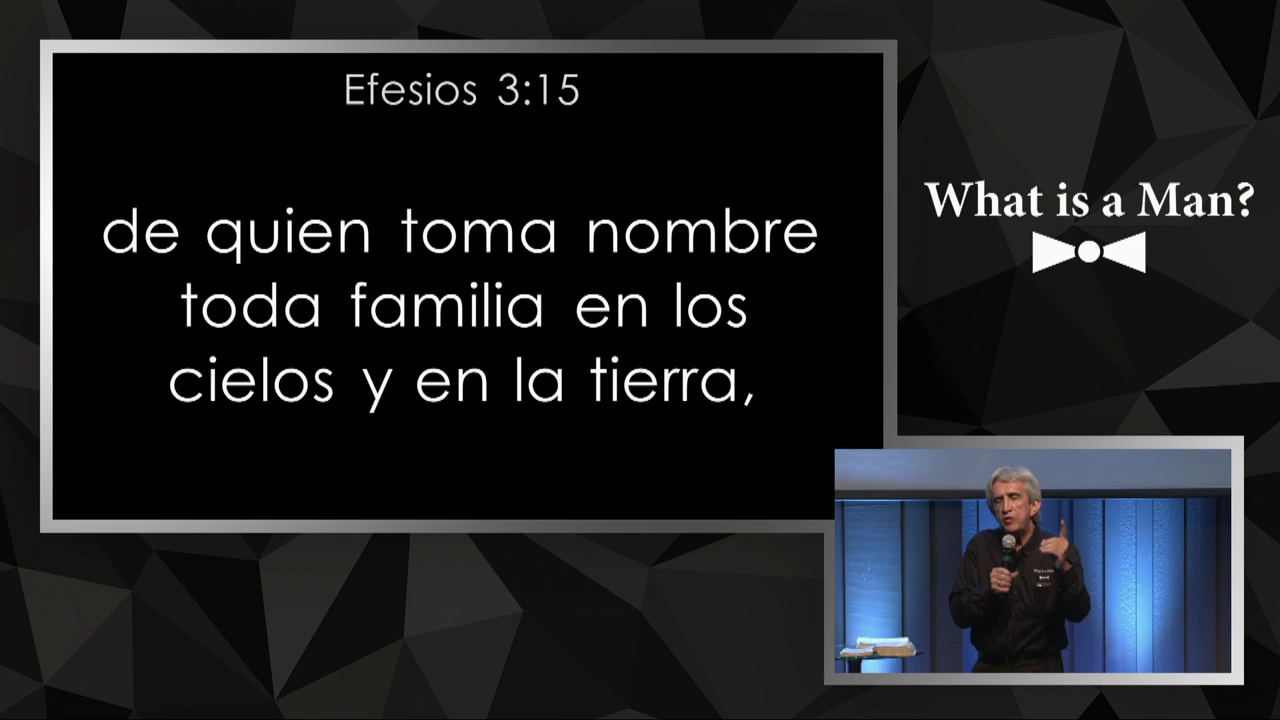 Efesios 3:15
de quien toma nombre
toda familia en los
cielos y en la tierra,
What is a Man?